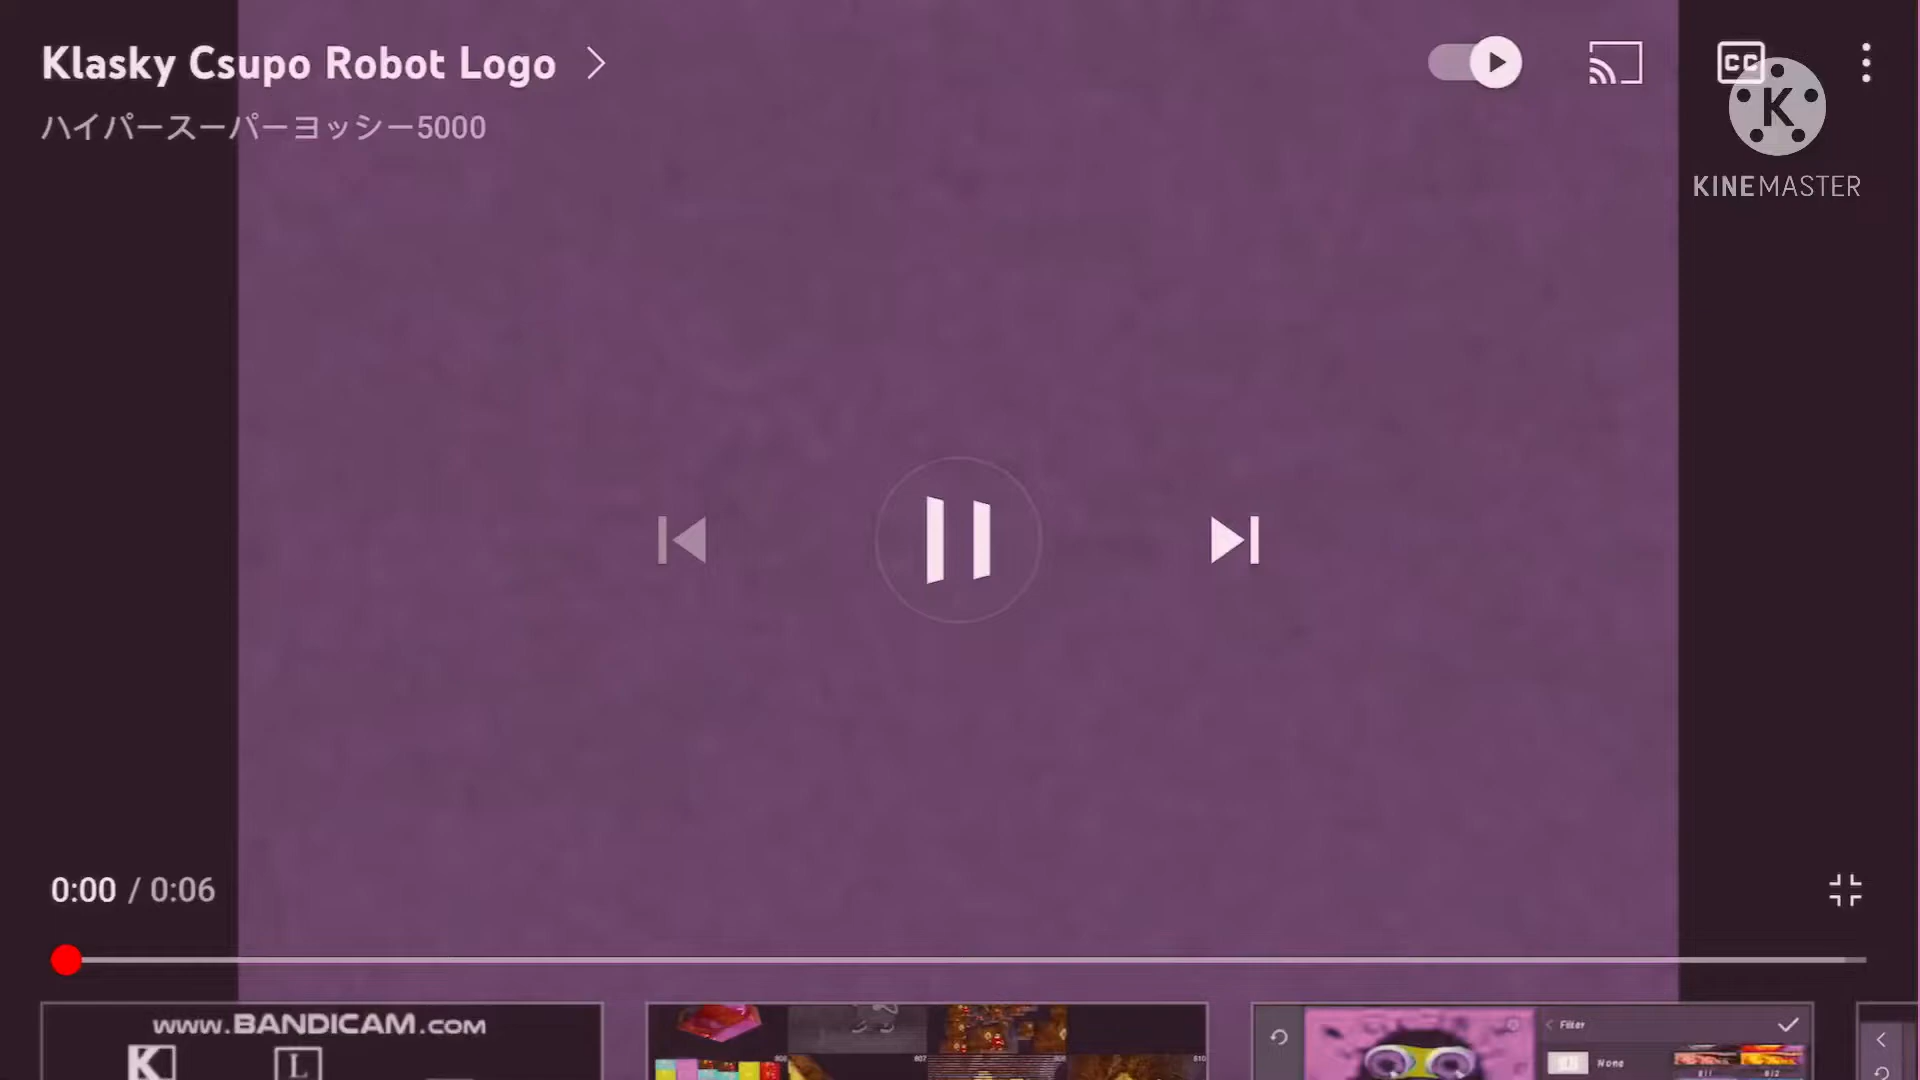 Klasky Csupo Robot Logo
ハイパースーパーヨッシー5000
CC
K
KINEMASTER
0:00 / 0:06
www.BANDICAM.com
K
L
Filter
None